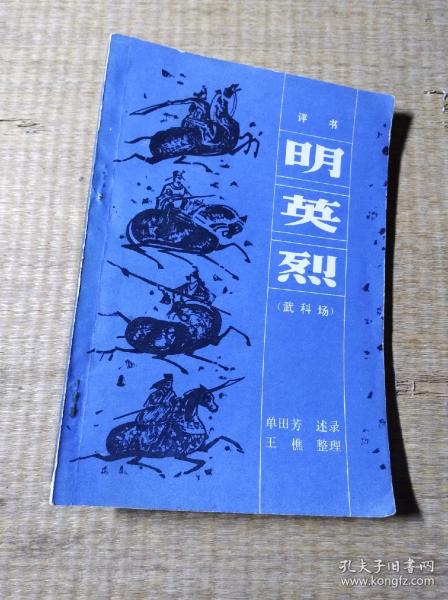 评书
明英烈
（武科场）
单田芳 述录
王樵 整理
孔夫子旧书网
www.kongfz.com